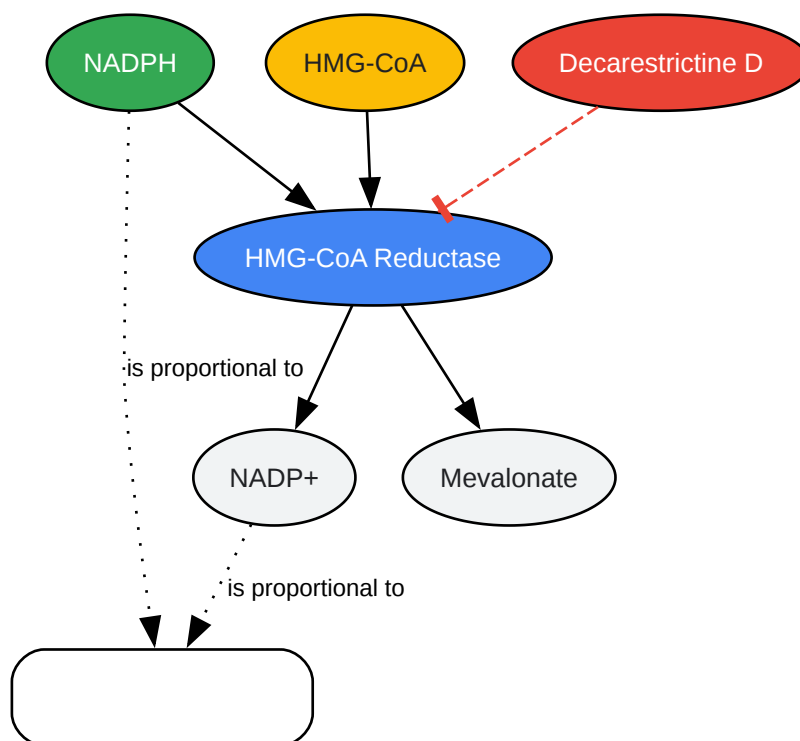 NADPH
HMG-CoA
Decarestrictine D
HMG-CoA Reductase
is proportional to
NADP+
Mevalonate
is proportional to